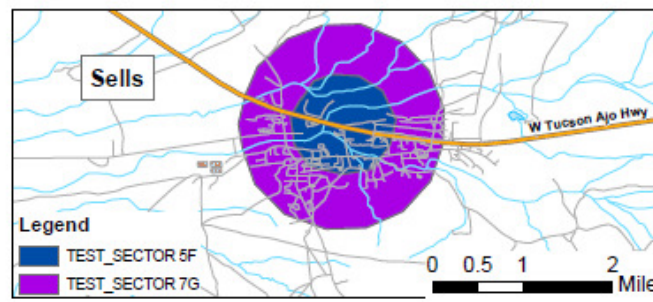 Sells
W Tucson Ajo Hwy
Legend
TEST_SECTOR 5F
TEST_SECTOR 7G
0 0.5 1 2
Mile